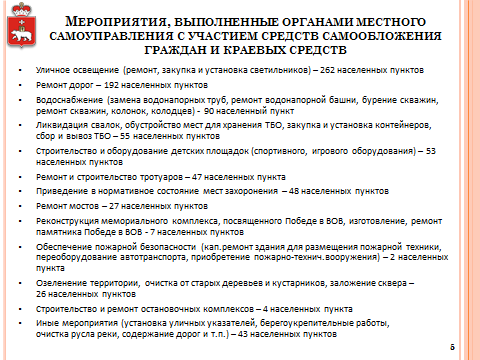 Мероприятия, выполненные органами местного
самоуправления с участием средств самообложения
граждан и краевых средств
• Уличное освещение (ремонт, закупка и установка светильников) – 262 населенных пунктов
• Ремонт дорог – 192 населенных пунктов
• Водоснабжение (замена водонапорных труб, ремонт водонапорной башни, бурение скважин,
ремонт скважин, колонок, колодцев) - 90 населенный пункт
• Ликвидация свалок, обустройство мест для хранения ТБО, закупка и установка контейнеров,
сбор и вывоз ТБО – 55 населенных пунктов
• Строительство и оборудование детских площадок (спортивного, игрового оборудования) – 53
населенных пунктов
• Ремонт и строительство тротуаров – 47 населенных пункта
• Приведение в нормативное состояние мест захоронения – 48 населенных пунктов
• Ремонт мостов – 27 населенных пунктов
• Реконструкция мемориального комплекса, посвященного Победе в ВОВ, изготовление, ремонт
памятника Победе в ВОВ - 7 населенных пунктов
• Обеспечение пожарной безопасности (кап.ремонт здания для размещения пожарной техники,
переоборудование автотранспорта, приобретение пожарно-технич.вооружения) – 2 населенных
пункта
• Озеленение территории, очистка от старых деревьев и кустарников, заложение сквера –
26 населенных пунктов
• Строительство и ремонт остановочных комплексов – 4 населенных пункта
• Иные мероприятия (установка уличных указателей, берегоукрепительные работы,
очистка русла реки, содержание дорог и т.п.) – 43 населенных пунктов
5